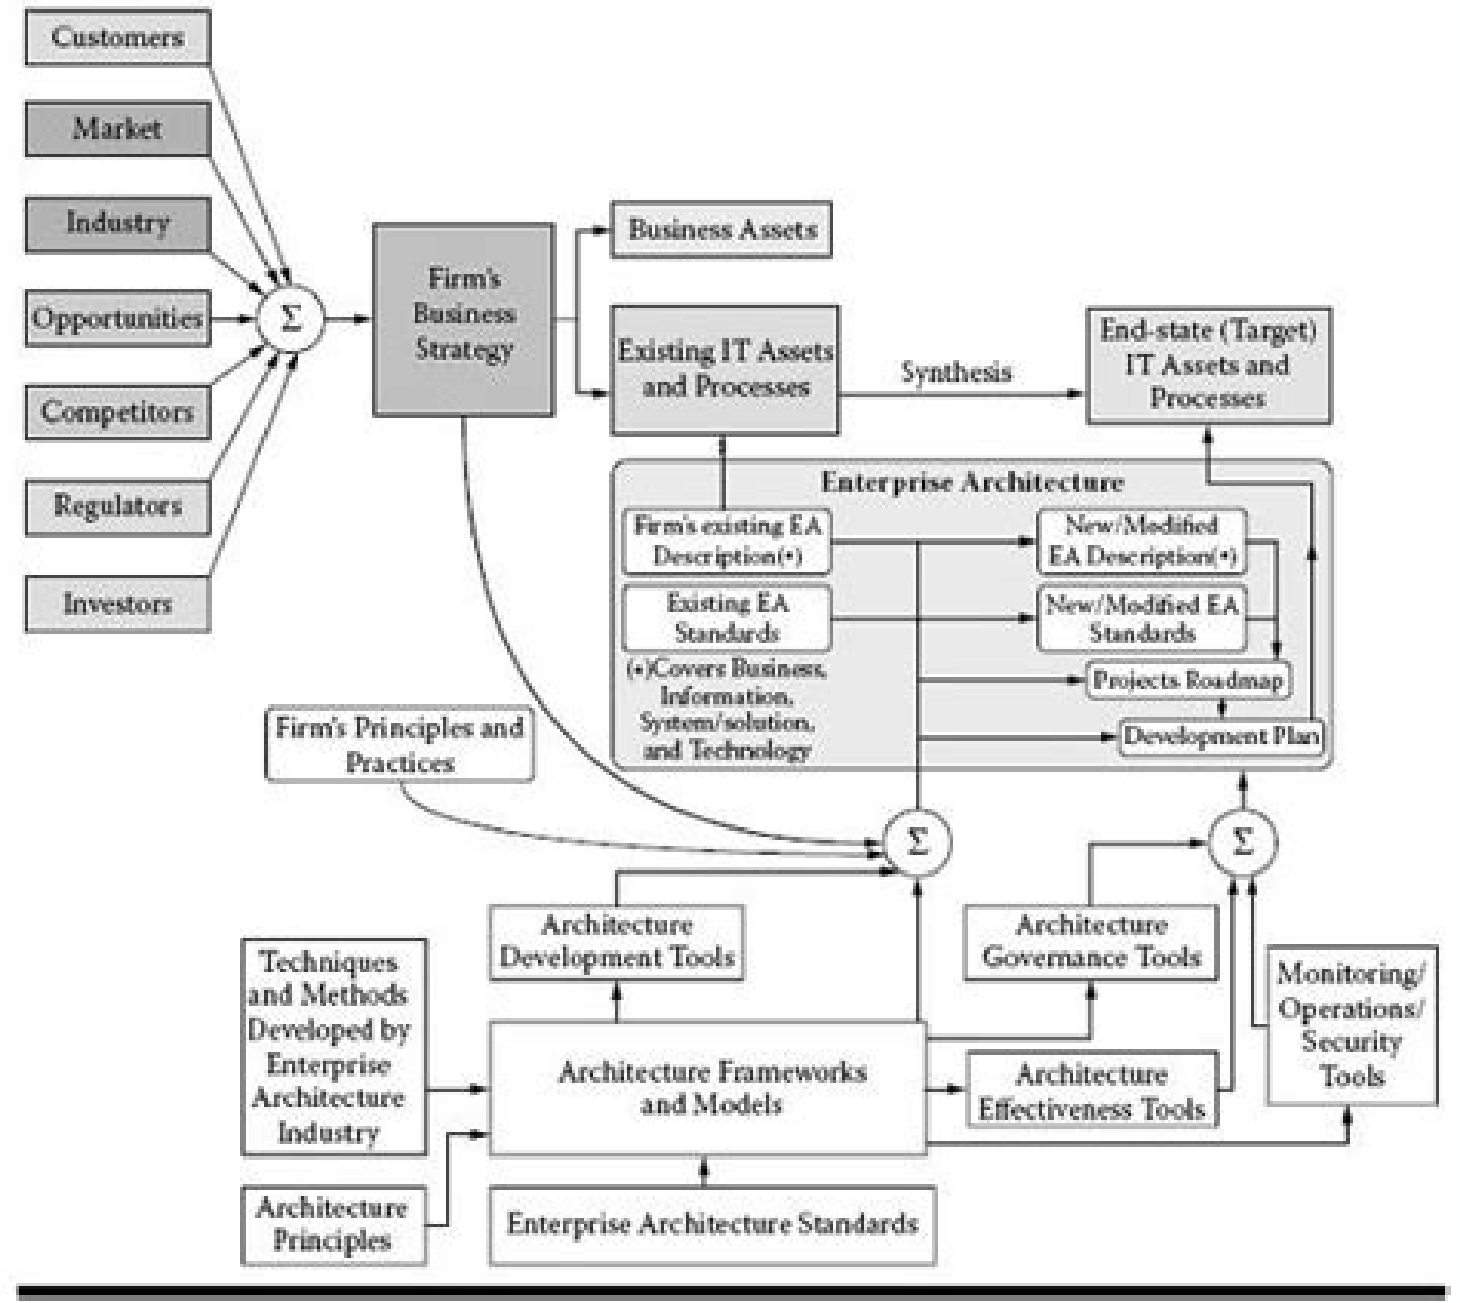 Customers
Market
Industry
Opportunities
Competitors
Regulators
Investors
Σ
Firm's
Business
Strategy
Business Assets
Existing IT Assets
and Processes
Synthesis
End-state (Target)
IT Assets and
Processes
Enterprise Architecture
Firm's existing EA
Description(•)
Existing EA
Standards
(•)Covers Business,
Information,
System/solution,
and Technology
New/Modified
EA Description(•)
New/Modified EA
Standards
Projects Roadmap
Development Plan
Firm's Principles and
Practices
Σ
Σ
Architecture
Development Tools
Architecture
Governance Tools
Techniques
and Methods
Developed by
Enterprise
Architecture
Industry
Architecture Frameworks
and Models
Architecture
Effectiveness Tools
Monitoring/
Operations/
Security
Tools
Architecture
Principles
Enterprise Architecture Standards